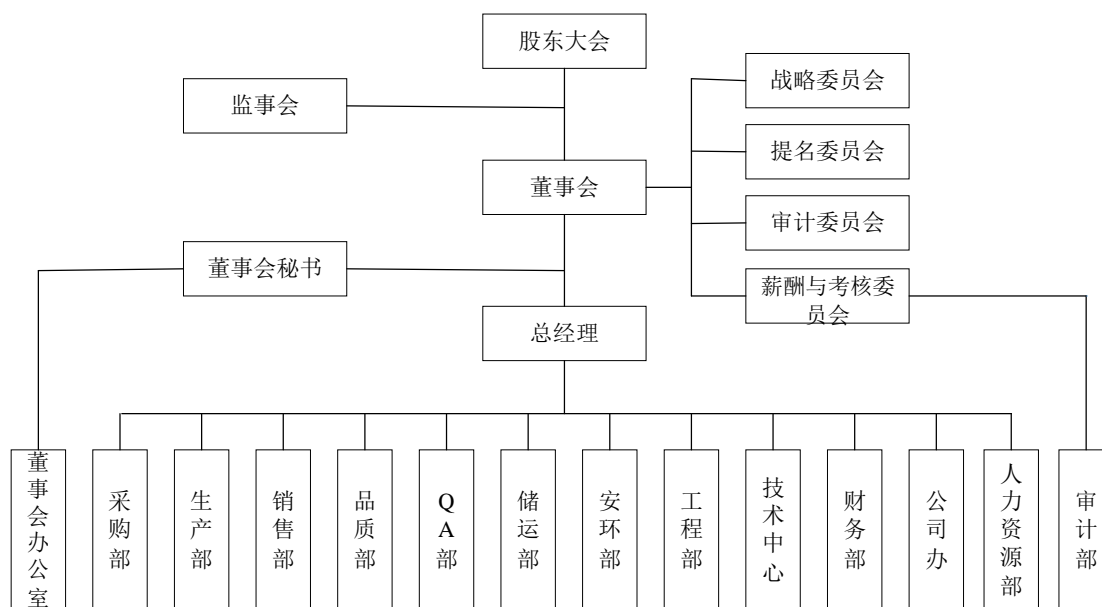 股东大会
战略委员会
监事会
提名委员会
董事会
审计委员会
董事会秘书
薪酬与考核委
员会
总经理
董事会办公室
采购部
生产部
销售部
品质部
QA部
储运部
安环部
工程部
技术中心
财务部
公司办
人力资源部
审计部